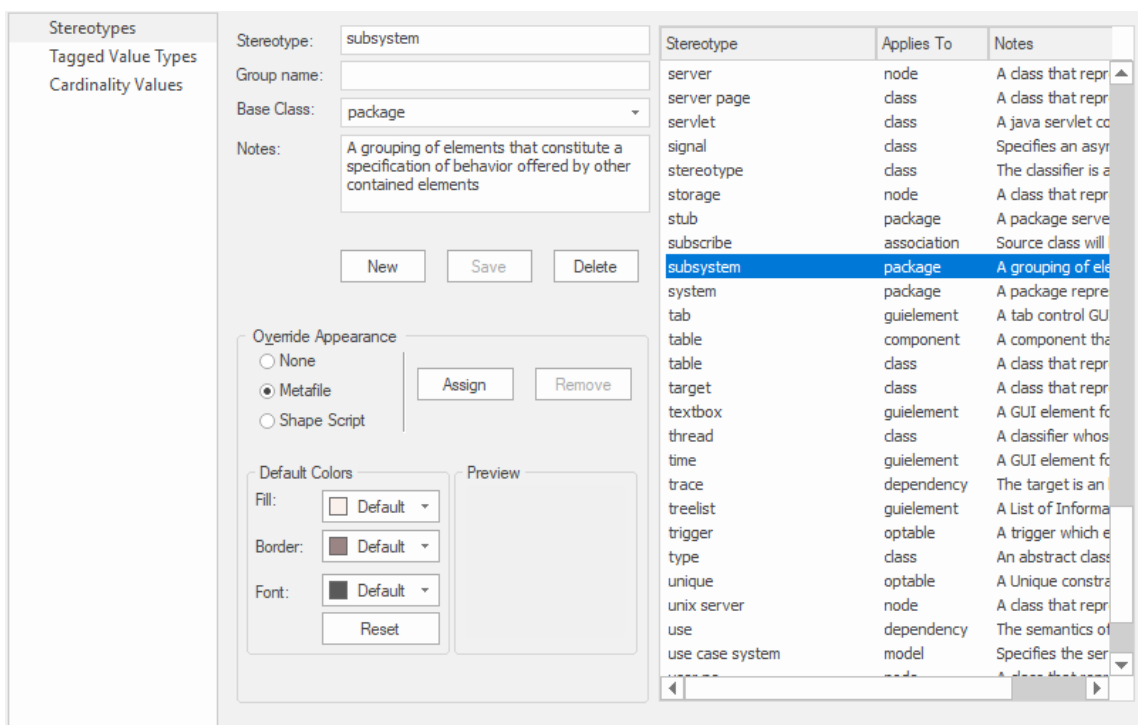 Stereotypes
Tagged Value Types
Cardinality Values
Stereotype: subsystem
Group name:
Base Class: package
Notes: A grouping of elements that constitute a
specification of behavior offered by other
contained elements
New Save Delete
Override Appearance
None
Metafile
Shape Script
Assign Remove
Default Colors
Fill: Default
Border: Default
Font: Default
Reset
Preview
Stereotype Applies To Notes
server node A class that repr
server page class A class that repr
servlet class A java servlet co
signal class Specifies an asyn
stereotype class The classifier is a
storage node A class that repr
stub package A package serve
subscribe association Source class will
subsystem package A grouping of ele
system package A package repre
tab guielement A tab control GU
table component A component tha
table class A class that repr
target class A class that repr
textbox guielement A GUI element fo
thread class A classifier whos
time guielement A GUI element fo
trace dependency The target is an
treelist guielement A List of Informa
trigger optable A trigger which e
type class An abstract class
unique optable A Unique constra
unix server node A class that repr
use dependency The semantics of
use case system model Specifies the ser